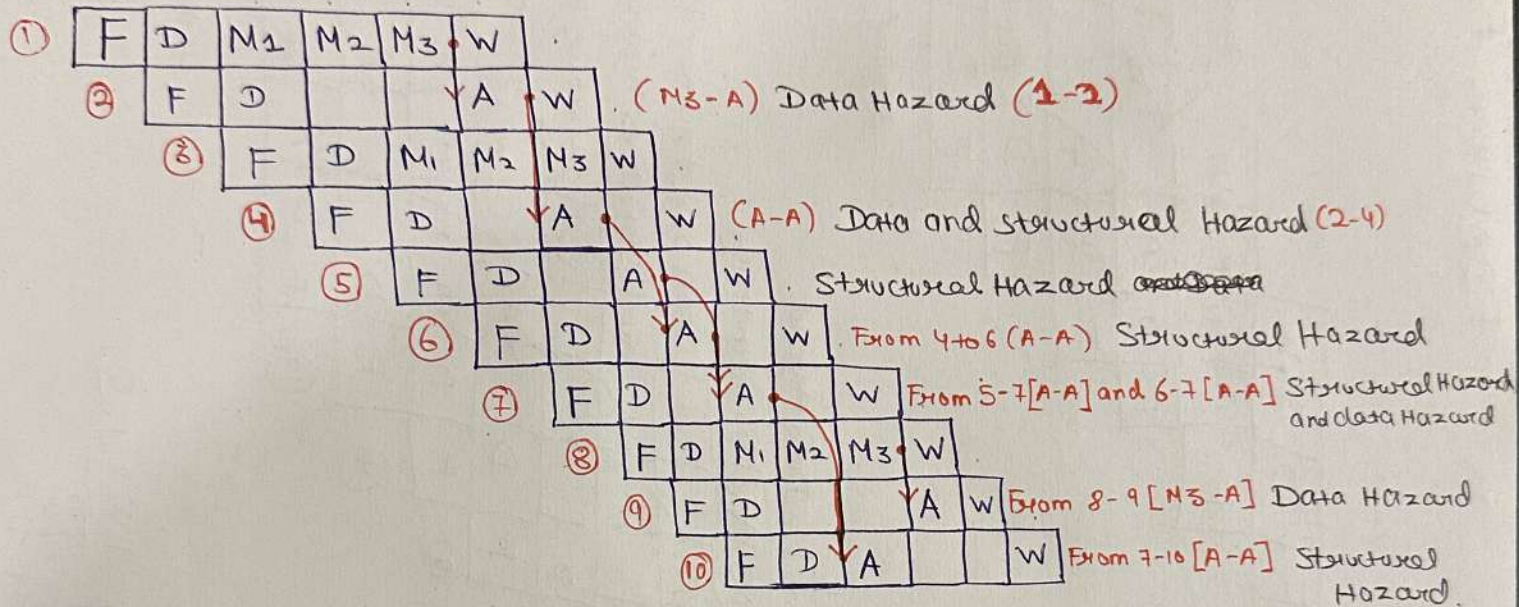 ① F D M1 M2 M3 W .
② F D A W . (M3-A) Data Hazard (1-2)
③ F D M1 M2 M3 W .
④ F D A W (A-A) Data and Structural Hazard (2-4)
⑤ F D A W . Structural Hazard
⑥ F D A W . From 4 to 6 (A-A) Structural Hazard
⑦ F D A W From 5-7 [A-A] and 6-7 [A-A] Structural Hazard
and data Hazard
⑧ F D M1 M2 M3 W
⑨ F D A W From 8-9 [M3-A] Data Hazard
⑩ F D A W From 7-10 [A-A] Structural
Hazard.